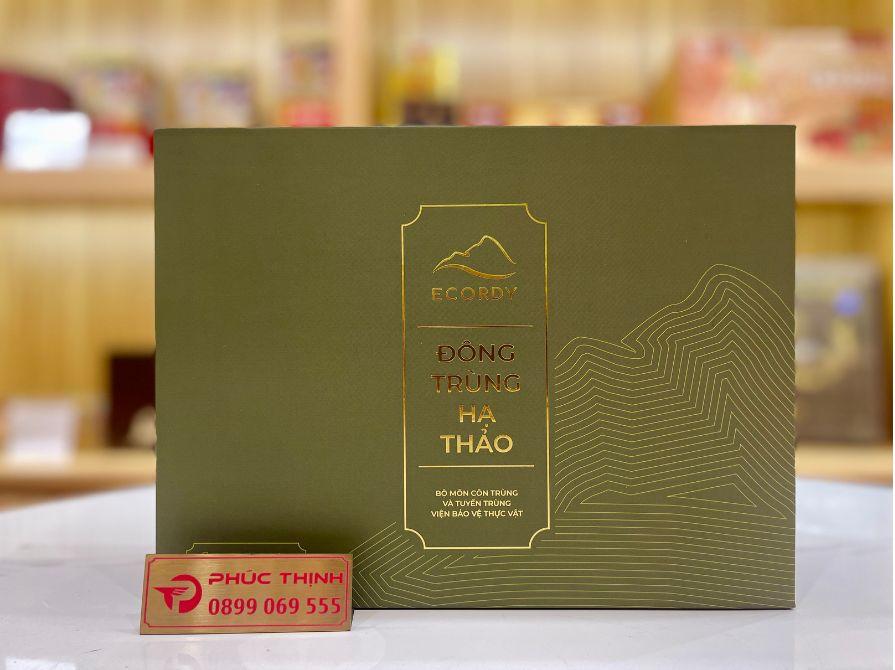 ECORDY
ĐÔNG
TRÙNG
HẠ
THẢO
BỘ MÔN CÔN TRÙNG
VÀ TUYẾN TRÙNG
VIỆN BẢO VỆ THỰC VẬT
PHÚC THỊNH
0899 069 555